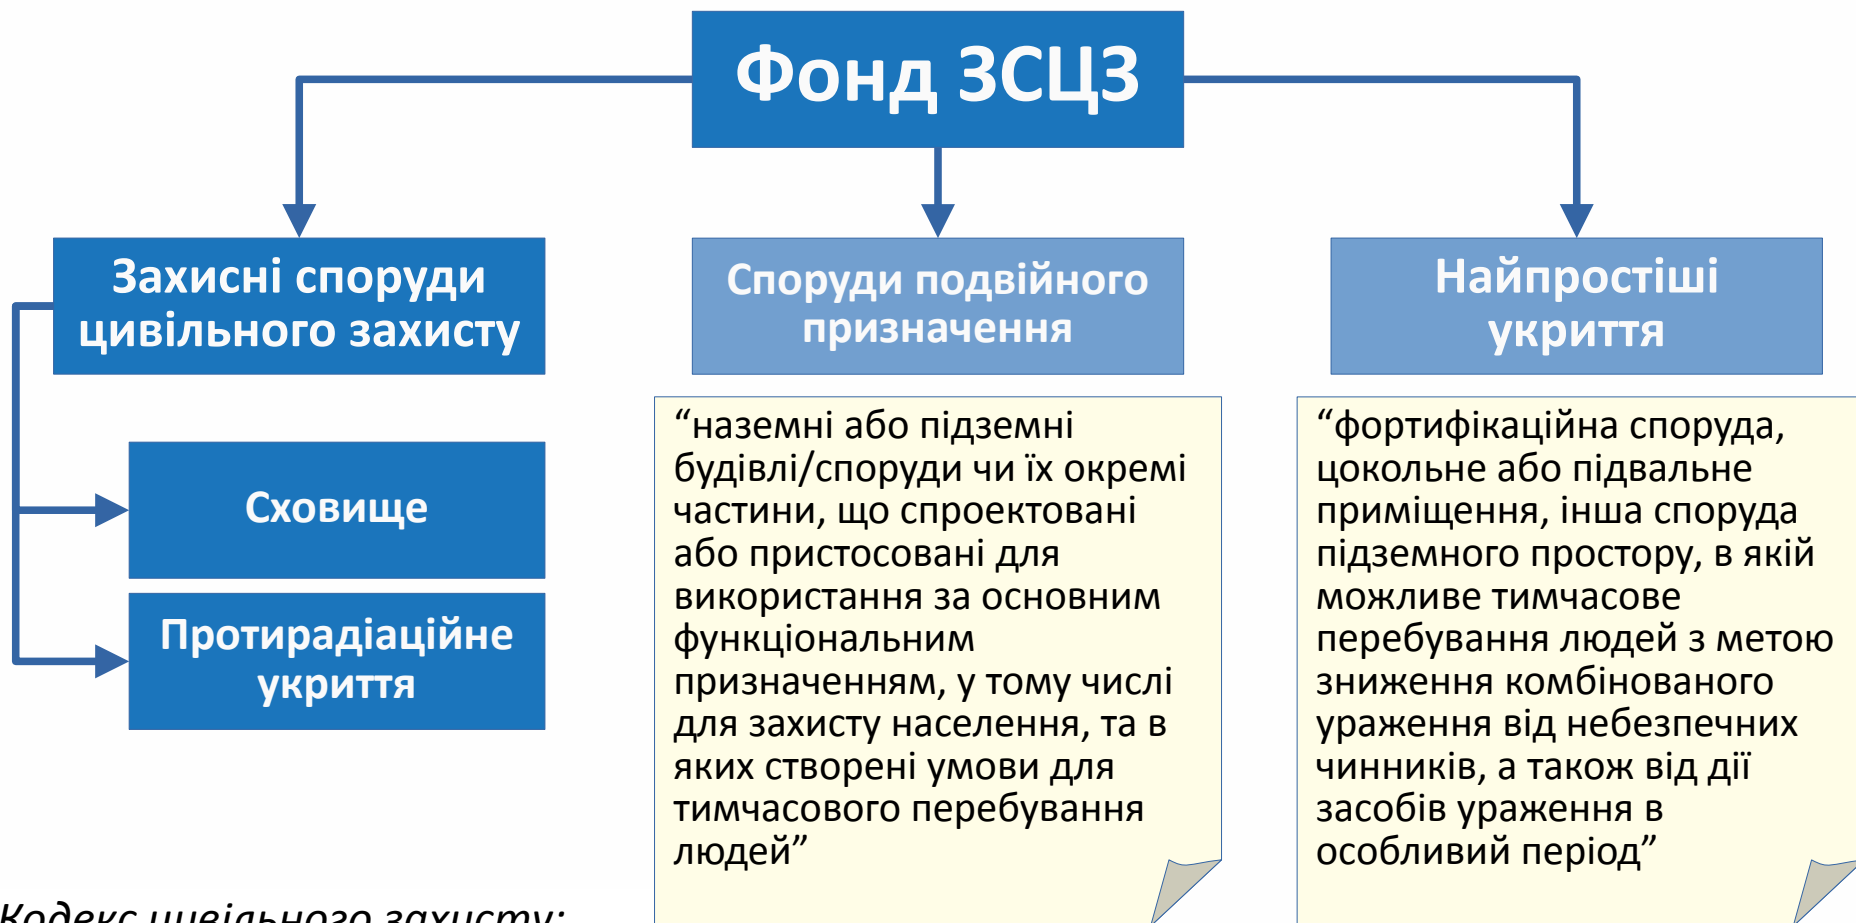 Фонд ЗСЦЗ
Захисні споруди
цивільного захисту
Сховище
Протирадіаційне
укриття
Споруди подвійного
призначення
“наземні або підземні
будівлі/споруди чи їх окремі
частини, що спроектовані
або пристосовані для
використання за основним
функціональним
призначенням, у тому числі
для захисту населення, та в
яких створені умови для
тимчасового перебування
людей”
Найпростіші
укриття
“фортифікаційна споруда,
цокольне або підвальне
приміщення, інша споруда
підземного простору, в якій
можливе тимчасове
перебування людей з метою
зниження комбінованого
ураження від небезпечних
чинників, а також від дії
засобів ураження в
особливий період”
Кодекс цивільного захисту: